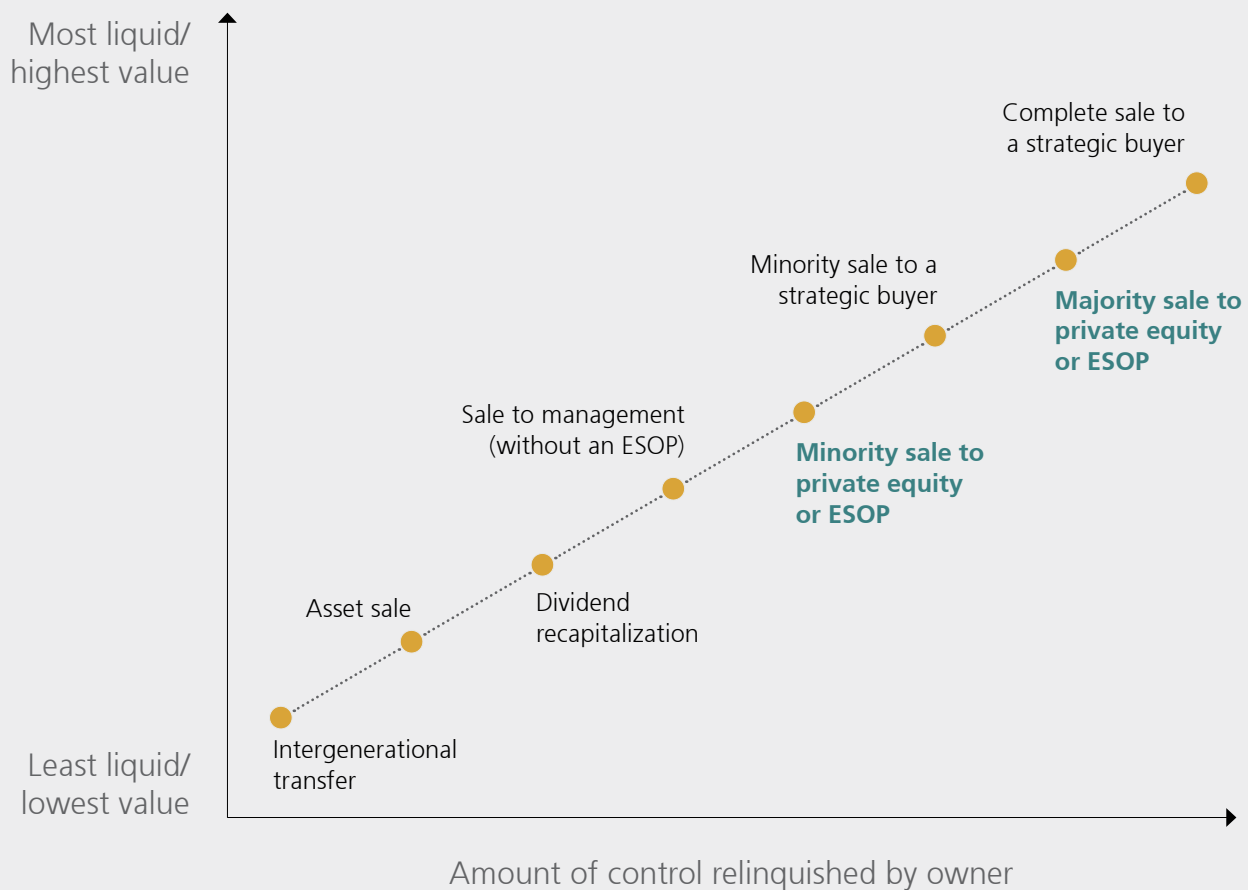 Most liquid/
highest value
Complete sale to
a strategic buyer
Minority sale to a
strategic buyer
Majority sale to
private equity
or ESOP
Sale to management
(without an ESOP)
Minority sale to
private equity
or ESOP
Asset sale
Dividend
recapitalization
Intergenerational
transfer
Least liquid/
lowest value
Amount of control relinquished by owner